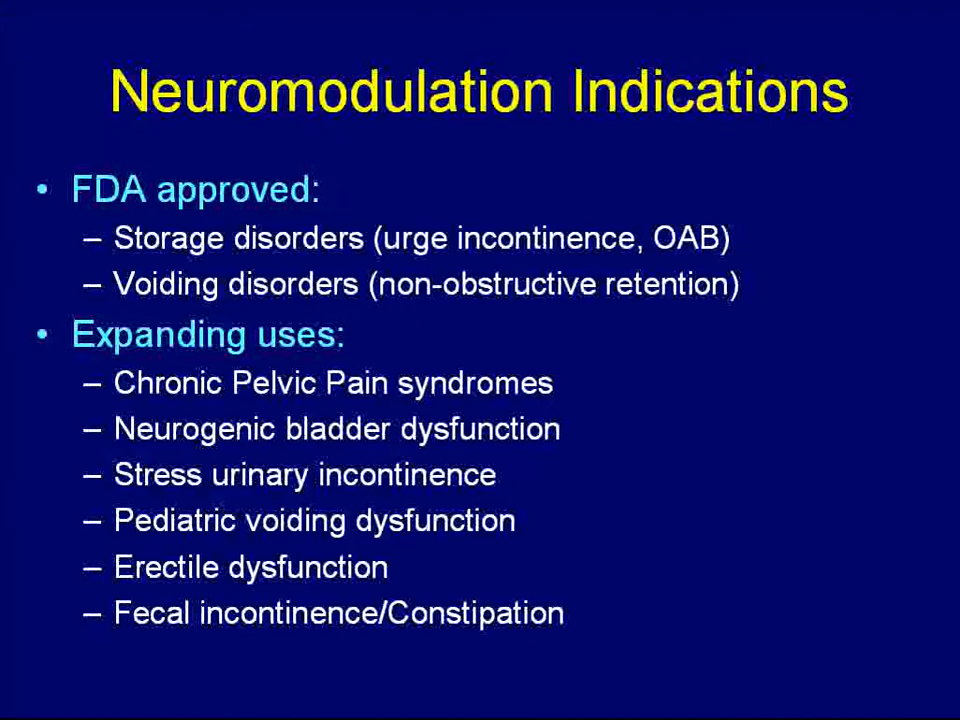 Neuromodulation Indications
• FDA approved:
– Storage disorders (urge incontinence, OAB)
– Voiding disorders (non-obstructive retention)
• Expanding uses:
– Chronic Pelvic Pain syndromes
– Neurogenic bladder dysfunction
– Stress urinary incontinence
– Pediatric voiding dysfunction
– Erectile dysfunction
– Fecal incontinence/Constipation